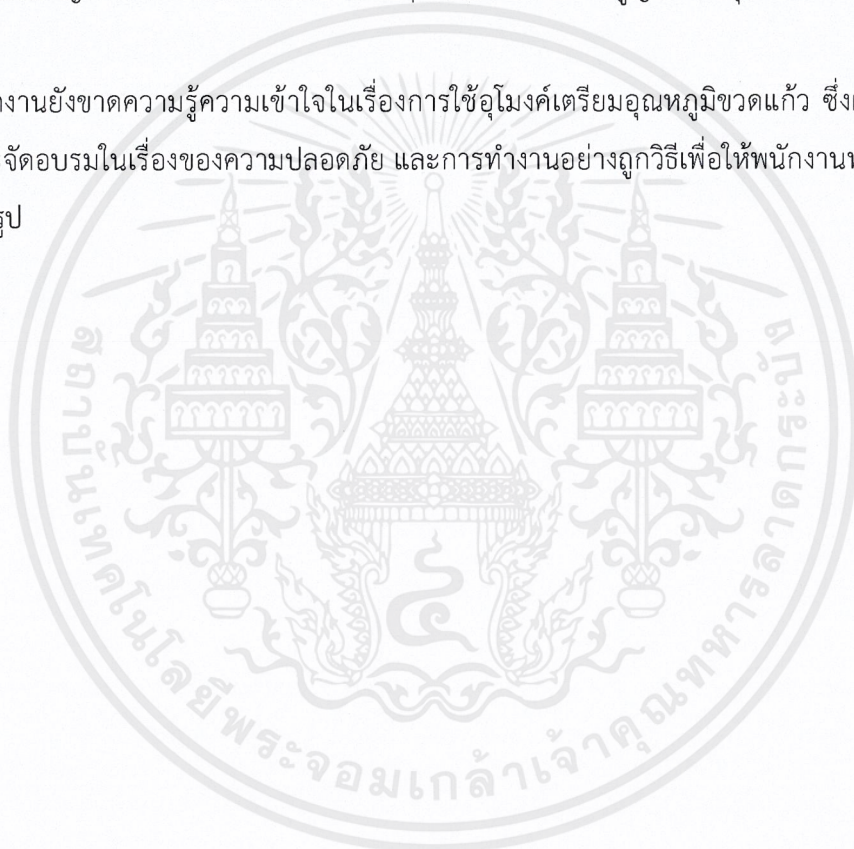 งานยังขาดความรู้ความเข้าใจในเรื่องการใช้อุโมงค์เตรียมอุณหภูมิขวดแก้ว
จัดอบรมในเรื่องของความปลอดภัย และการทำงานอย่างถูกวิธีเพื่อให้พนักงาน
รูป
สถาบันเทคโนโลยีพระจอมเกล้าเจ้าคุณทหารลาดกระบัง